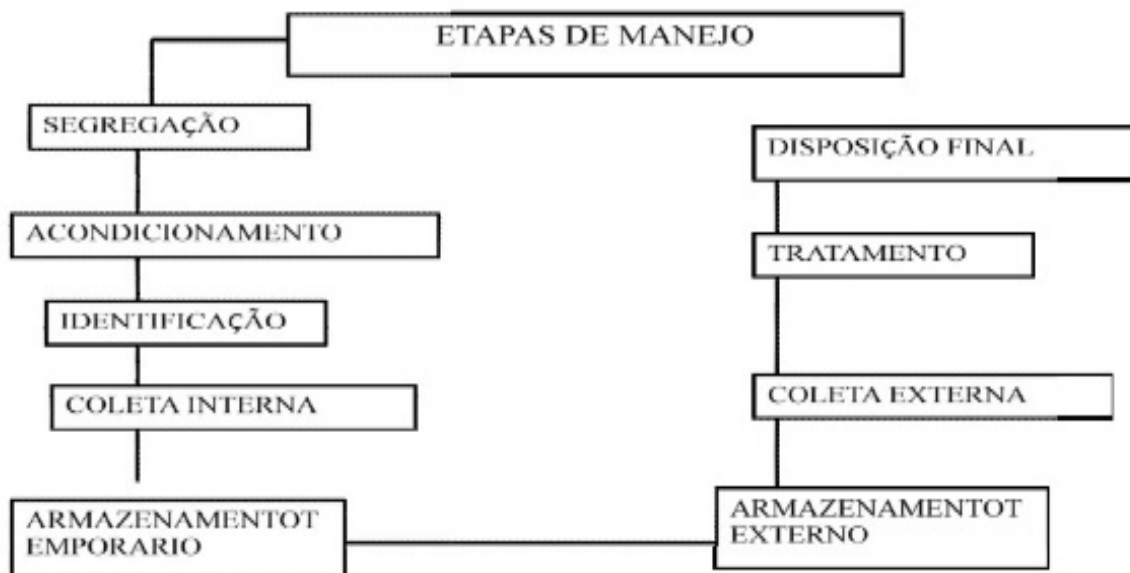 ETAPAS DE MANEJO
SEGREGAÇÃO
ACONDICIONAMENTO
IDENTIFICAÇÃO
COLETA INTERNA
ARMAZENAMENTOT
EMPORARIO
ARMAZENAMENTOT
EXTERNO
COLETA EXTERNA
TRATAMENTO
DISPOSIÇÃO FINAL